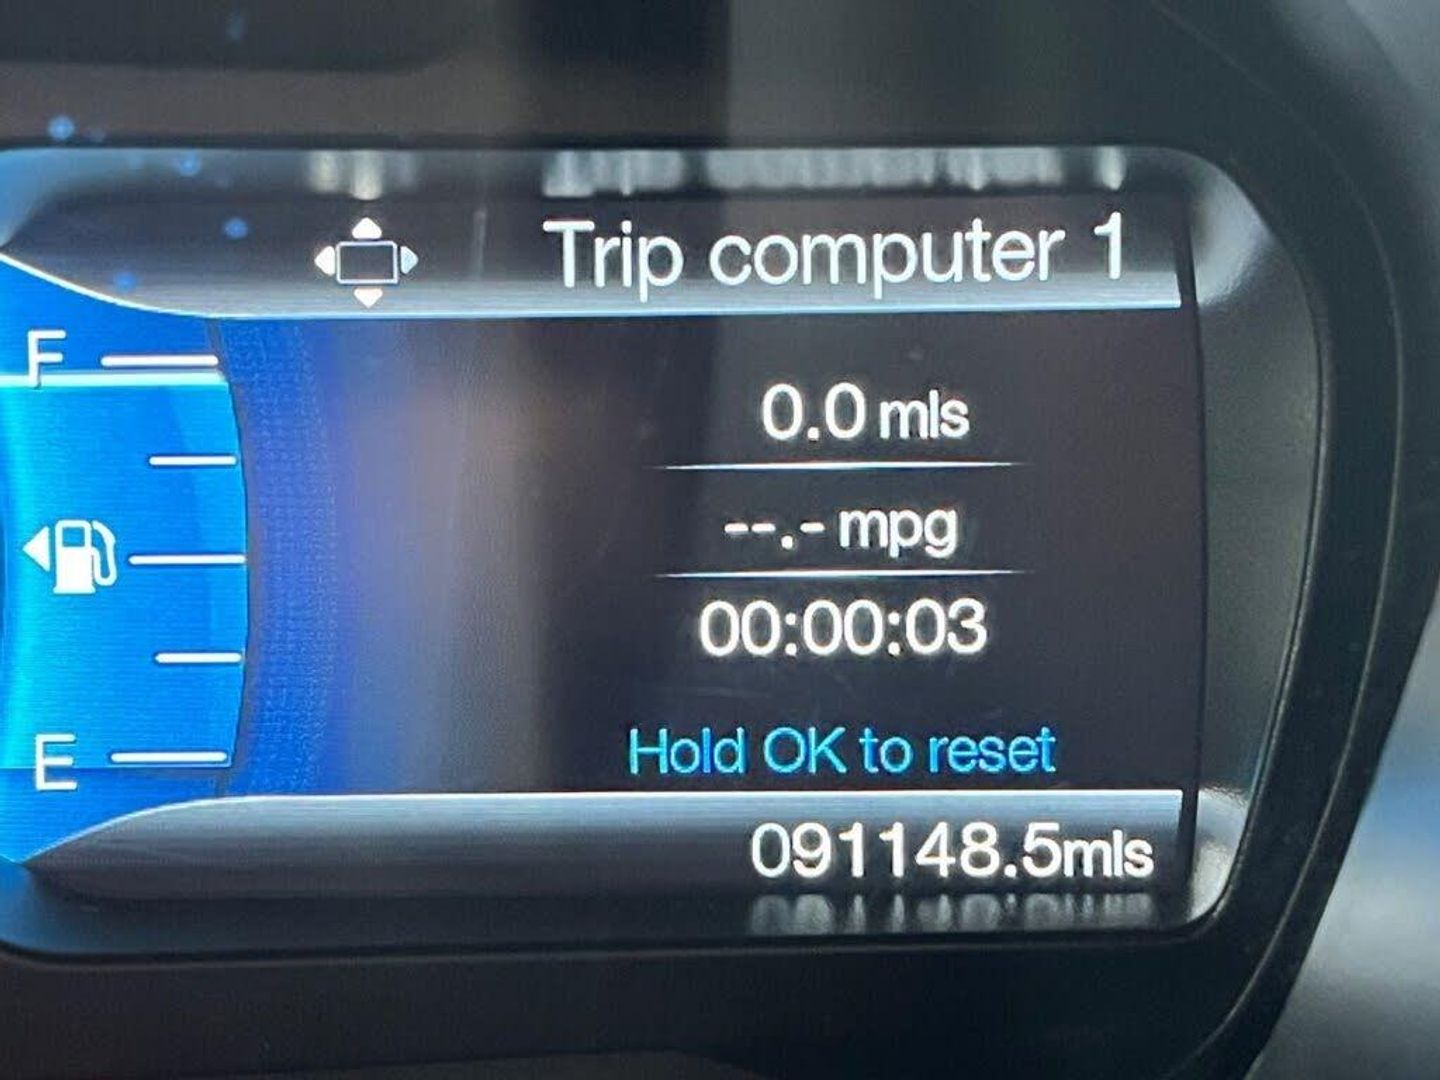 Trip computer 1
F
0.0 mls
--.- mpg
00:00:03
Hold OK to reset
E
091148.5mls